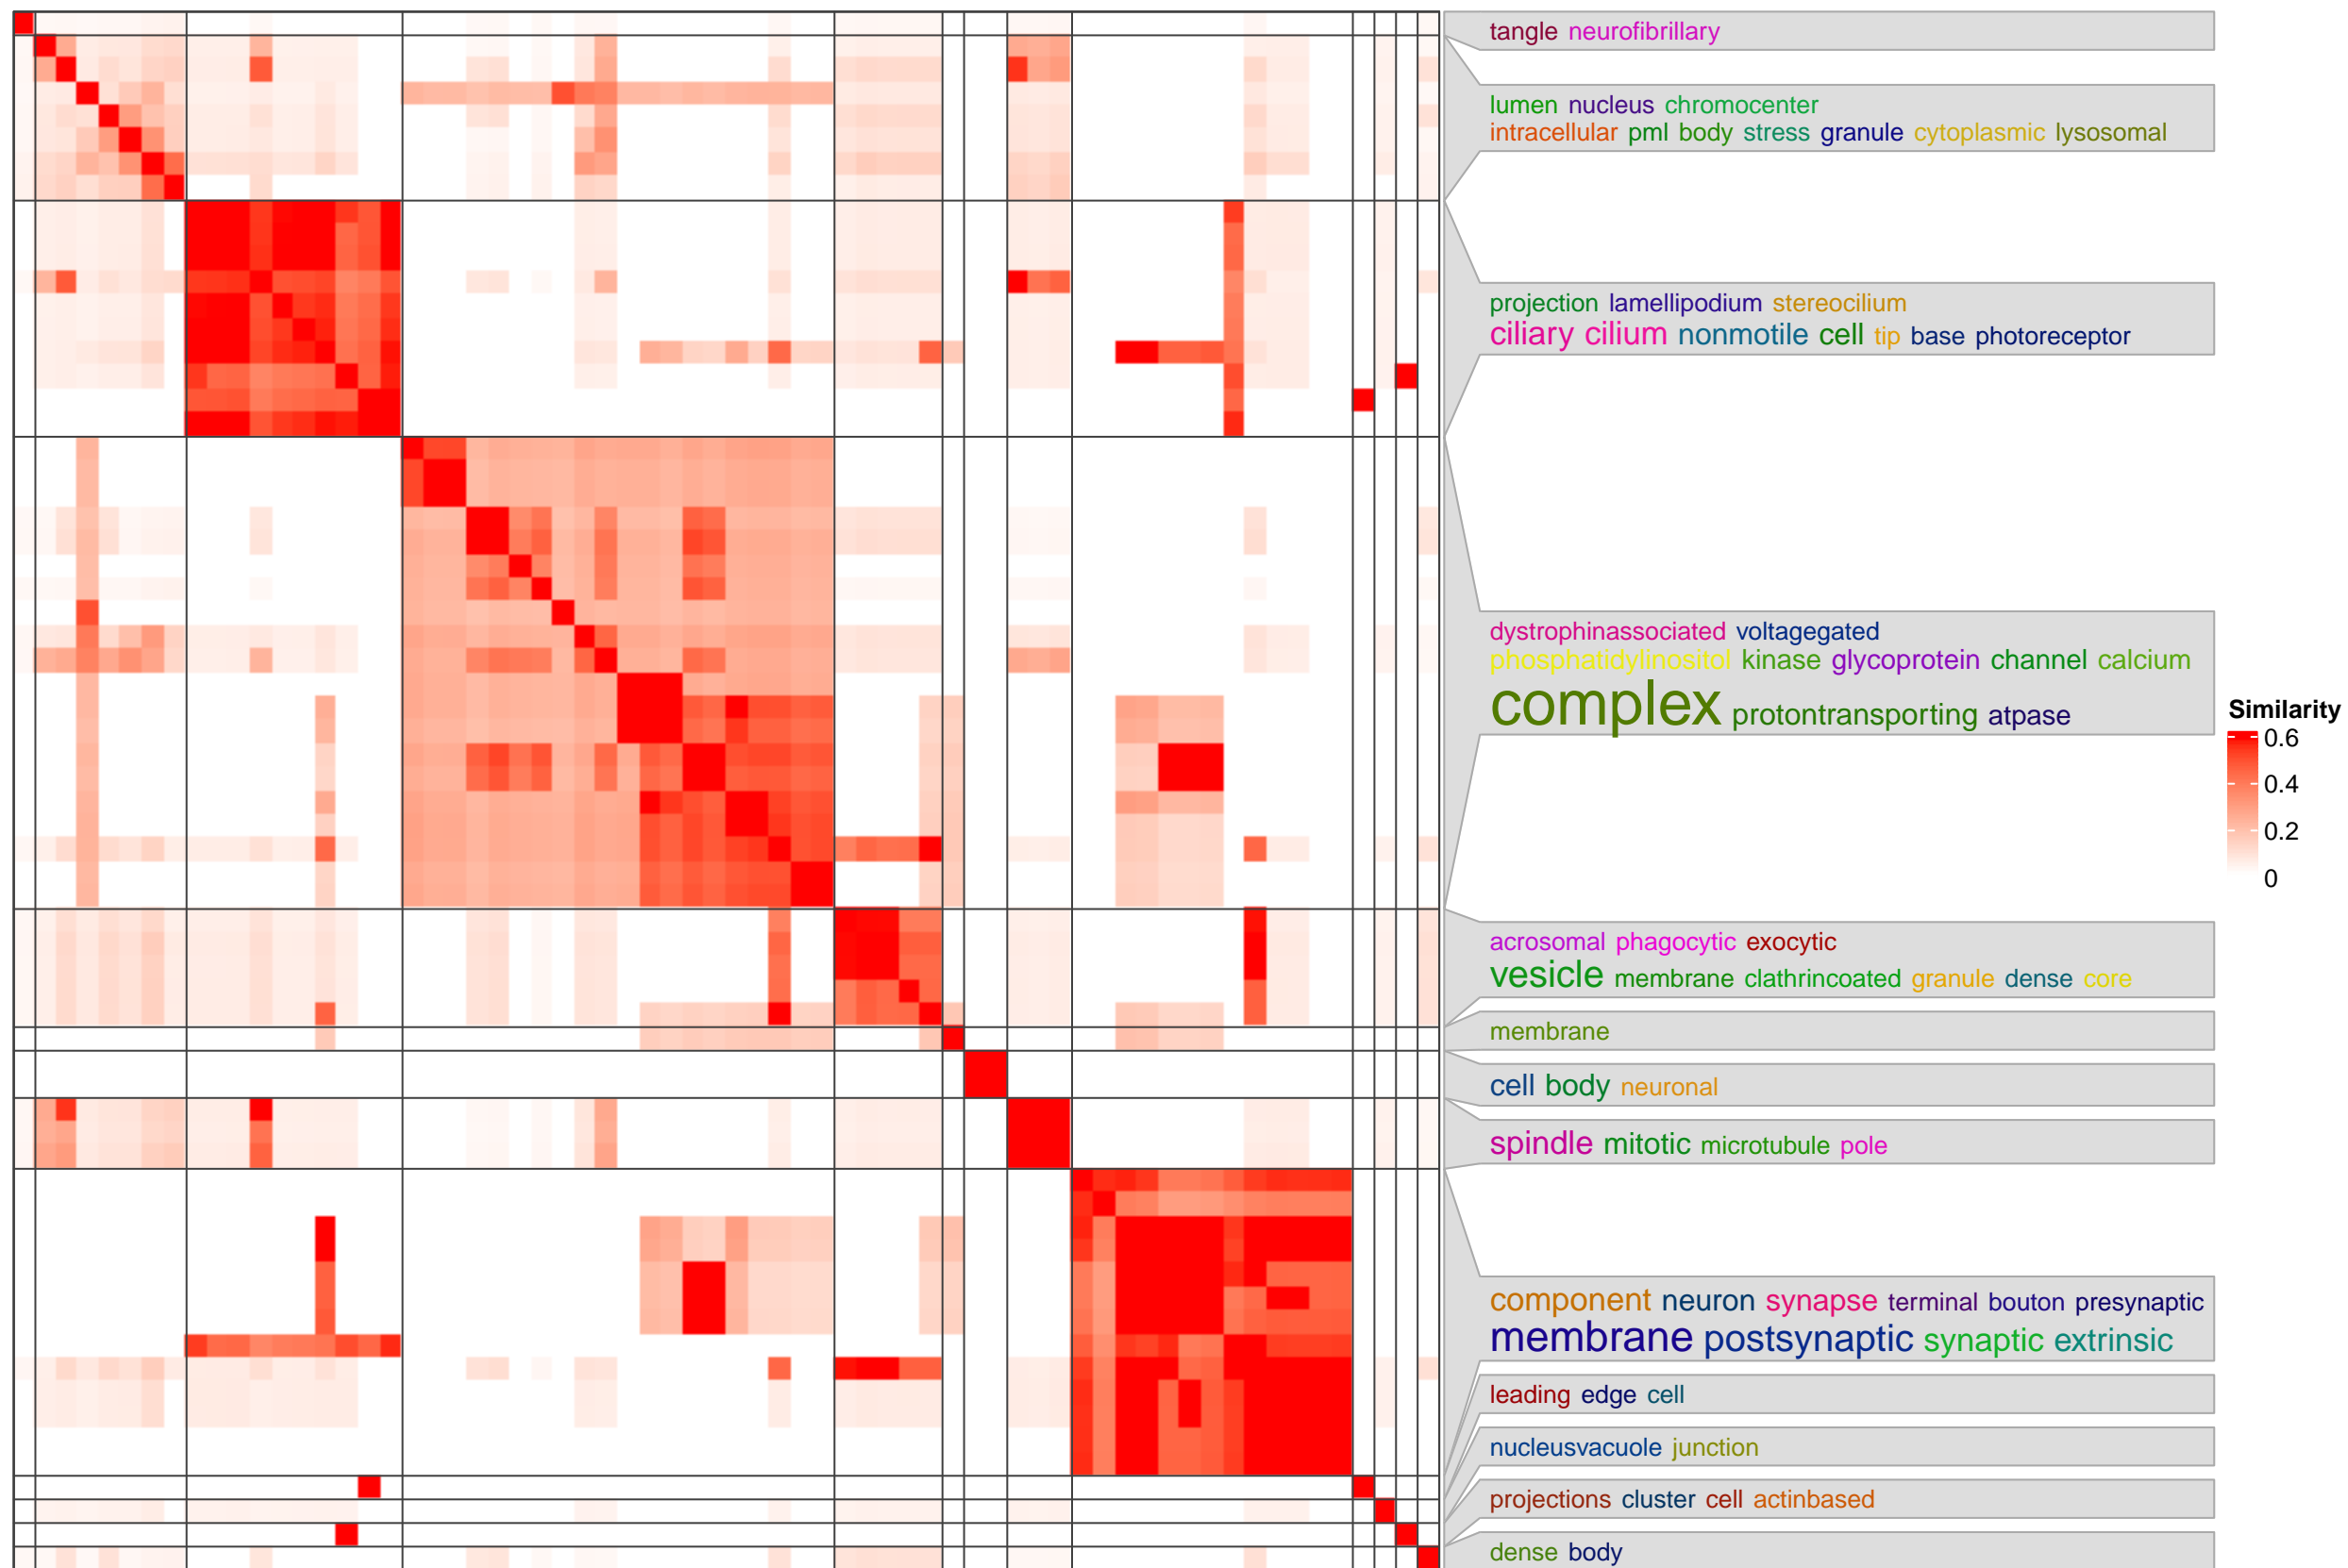 tangle neurofibrillary
lumen nucleus chromocenter
intracellular pml body stress granule cytoplasmic lysosomal
projection lamellipodium stereocilium
ciliary cilium nonmotile cell tip base photoreceptor
dystrophinassociated voltagegated
phosphatidylinositol kinase glycoprotein channel calcium
complex protontransporting atpase
Similarity
0.6
0.4
0.2
0
acrosomal phagocytic exocytic
vesicle membrane clathrincoated granule dense core
membrane
cell body neuronal
spindle mitotic microtubule pole
component neuron synapse terminal bouton presynaptic
membrane postsynaptic synaptic extrinsic
leading edge cell
nucleusvacuole junction
projections cluster cell actinbased
dense body